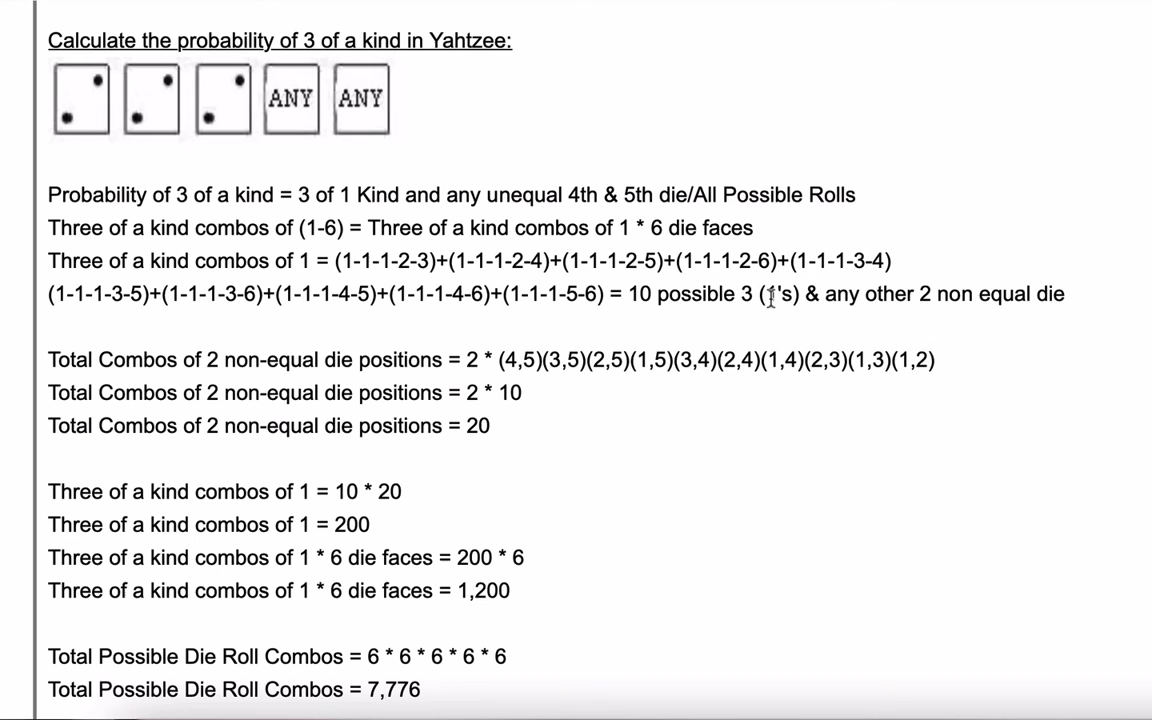 Calculate the probability of 3 of a kind in Yahtzee:
ANY ANY
Probability of 3 of a kind = 3 of 1 Kind and any unequal 4th & 5th die/All Possible Rolls
Three of a kind combos of (1-6) = Three of a kind combos of 1 * 6 die faces
Three of a kind combos of 1 = (1-1-1-2-3)+(1-1-1-2-4)+(1-1-1-2-5)+(1-1-1-2-6)+(1-1-1-3-4)
(1-1-1-3-5)+(1-1-1-3-6)+(1-1-1-4-5)+(1-1-1-4-6)+(1-1-1-5-6) = 10 possible 3 (1's) & any other 2 non equal die
Total Combos of 2 non-equal die positions = 2 * (4,5)(3,5)(2,5)(1,5)(3,4)(2,4)(1,4)(2,3)(1,3)(1,2)
Total Combos of 2 non-equal die positions = 2 * 10
Total Combos of 2 non-equal die positions = 20
Three of a kind combos of 1 = 10 * 20
Three of a kind combos of 1 = 200
Three of a kind combos of 1 * 6 die faces = 200 * 6
Three of a kind combos of 1 * 6 die faces = 1,200
Total Possible Die Roll Combos = 6 * 6 * 6 * 6 * 6
Total Possible Die Roll Combos = 7,776